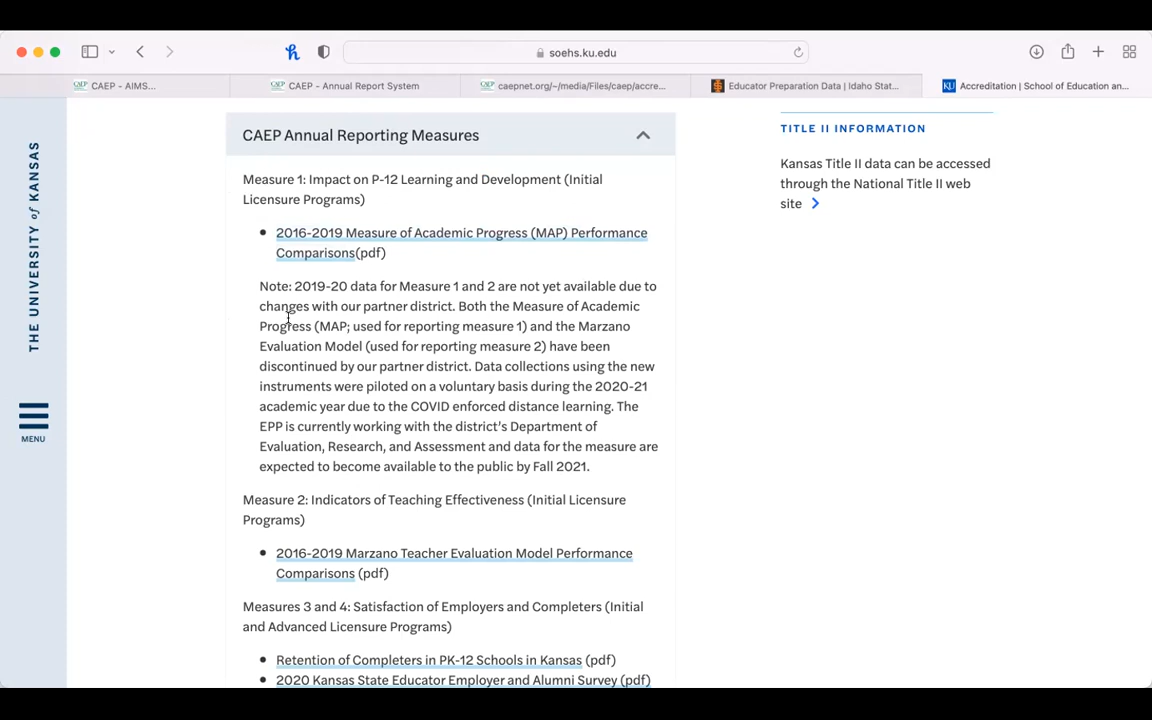 soehs.ku.edu
CAEP - AIMS...
CAEP - Annual Report System
caepnet.org/~/media/Files/caep/accre...
Educator Preparation Data | Idaho Stat...
Accreditation | School of Education an...
THE UNIVERSITY of KANSAS
MENU
CAEP Annual Reporting Measures
Measure 1: Impact on P-12 Learning and Development (Initial
Licensure Programs)
• 2016-2019 Measure of Academic Progress (MAP) Performance
Comparisons(pdf)
Note: 2019-20 data for Measure 1 and 2 are not yet available due to
changes with our partner district. Both the Measure of Academic
Progress (MAP; used for reporting measure 1) and the Marzano
Evaluation Model (used for reporting measure 2) have been
discontinued by our partner district. Data collections using the new
instruments were piloted on a voluntary basis during the 2020-21
academic year due to the COVID enforced distance learning. The
EPP is currently working with the district's Department of
Evaluation, Research, and Assessment and data for the measure are
expected to become available to the public by Fall 2021.
Measure 2: Indicators of Teaching Effectiveness (Initial Licensure
Programs)
• 2016-2019 Marzano Teacher Evaluation Model Performance
Comparisons (pdf)
Measures 3 and 4: Satisfaction of Employers and Completers (Initial
and Advanced Licensure Programs)
• Retention of Completers in PK-12 Schools in Kansas (pdf)
• 2020 Kansas State Educator Employer and Alumni Survey (pdf)
TITLE II INFORMATION
Kansas Title II data can be accessed
through the National Title II web
site